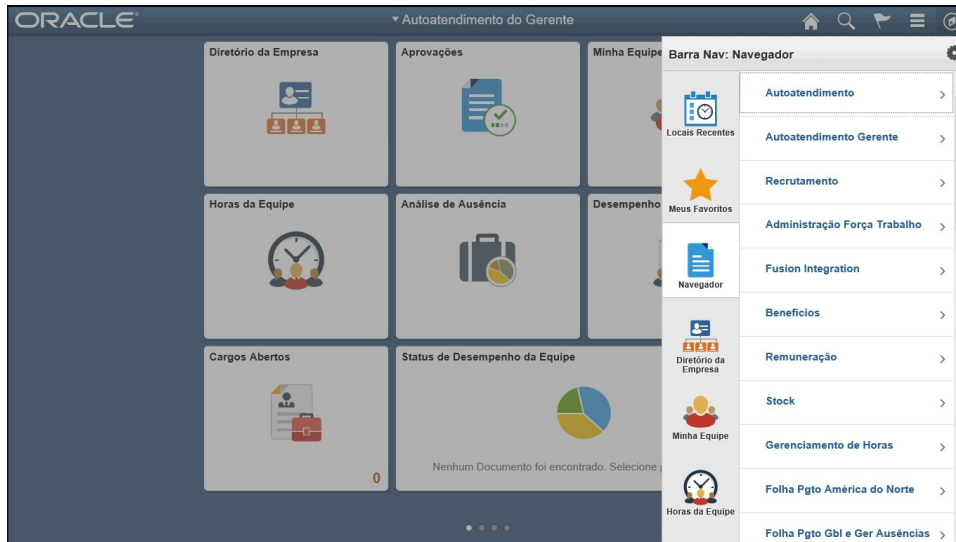 ORACLE
Autoatendimento do Gerente
Diretório da Empresa
Aprovações
Minha Equipe
Horas da Equipe
Análise de Ausência
Desempenho
Cargos Abertos
0
Status de Desempenho da Equipe
Nenhum Documento foi encontrado. Selecione
Barra Nav: Navegador
Locais Recentes
Meus Favoritos
Navegador
Diretório da
Empresa
Minha Equipe
Horas da Equipe
Autoatendimento
Autoatendimento Gerente
Recrutamento
Administração Força Trabalho
Fusion Integration
Benefícios
Remuneração
Stock
Gerenciamento de Horas
Folha Pgto América do Norte
Folha Pgto Gbl e Ger Ausências